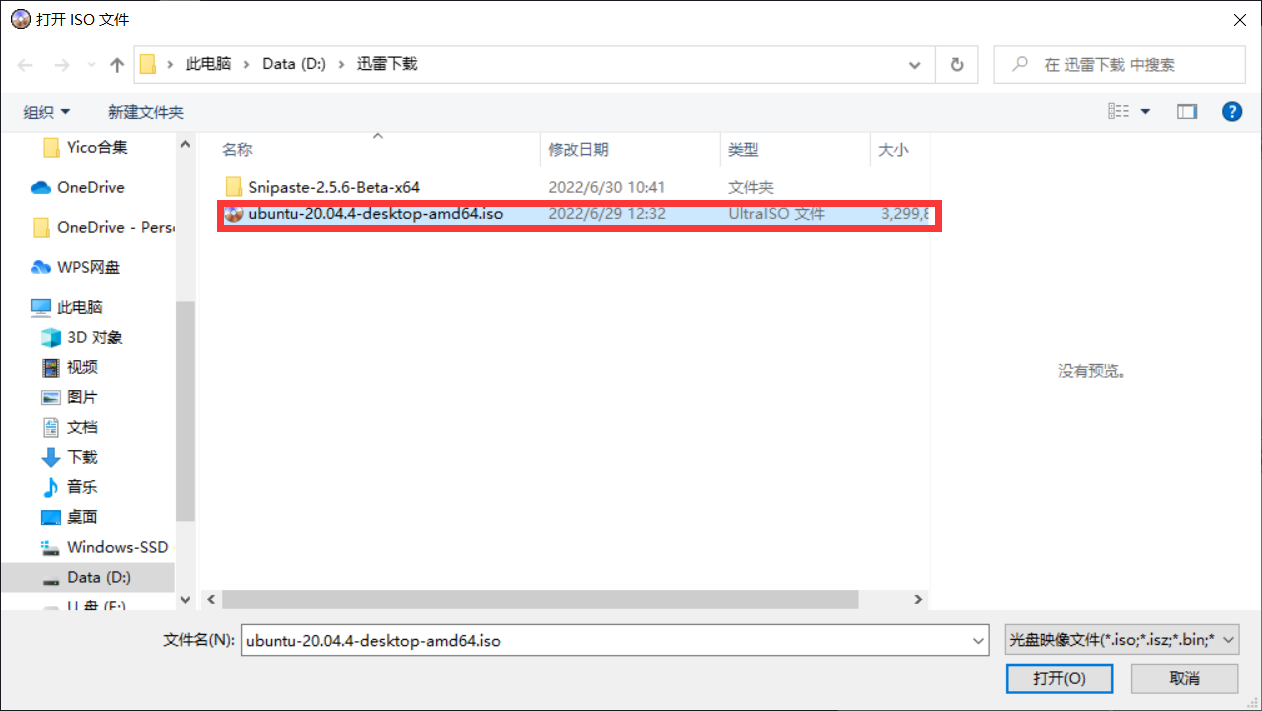 打开 ISO 文件
此电脑 Data (D:) 迅雷下载
在 迅雷下载 中搜索
组织
新建文件夹
名称 修改日期 类型 大小
Snipaste-2.5.6-Beta-x64 2022/6/30 10:41 文件夹
ubuntu-20.04.4-desktop-amd64.iso 2022/6/29 12:32 UltraISO 文件 3,299,8
Yico合集
OneDrive
OneDrive - Perso
WPS网盘
此电脑
3D 对象
视频
图片
文档
下载
音乐
桌面
Windows-SSD
Data (D:)
U 盘 (E:)
没有预览。
文件名(N): ubuntu-20.04.4-desktop-amd64.iso
光盘映像文件(*.iso;*.isz;*.bin;*
打开(O) 取消